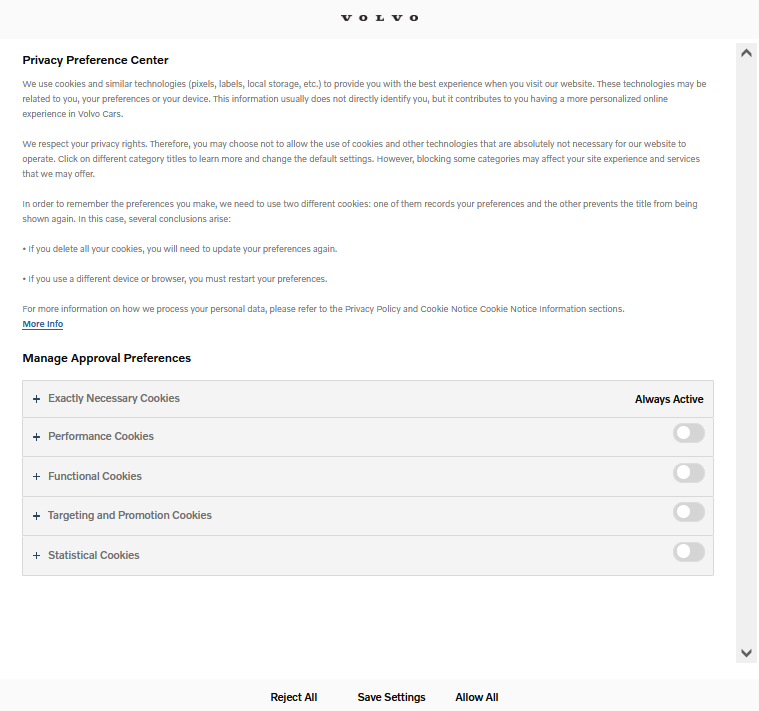 VOLVO
Privacy Preference Center
We use cookies and similar technologies (pixels, labels, local storage, etc.) to provide you with the best experience when you visit our website. These technologies may be
related to you, your preferences or your device. This information usually does not directly identify you, but it contributes to you having a more personalized online
experience in Volvo Cars.
We respect your privacy rights. Therefore, you may choose not to allow the use of cookies and other technologies that are absolutely not necessary for our website to
operate. Click on different category titles to learn more and change the default settings. However, blocking some categories may affect your site experience and services
that we may offer.
In order to remember the preferences you make, we need to use two different cookies: one of them records your preferences and the other prevents the title from being
shown again. In this case, several conclusions arise:
• If you delete all your cookies, you will need to update your preferences again.
• If you use a different device or browser, you must restart your preferences.
For more information on how we process your personal data, please refer to the Privacy Policy and Cookie Notice Cookie Notice Information sections.
More Info
Manage Approval Preferences
+ Exactly Necessary Cookies Always Active
+ Performance Cookies
+ Functional Cookies
+ Targeting and Promotion Cookies
+ Statistical Cookies
Reject All Save Settings Allow All